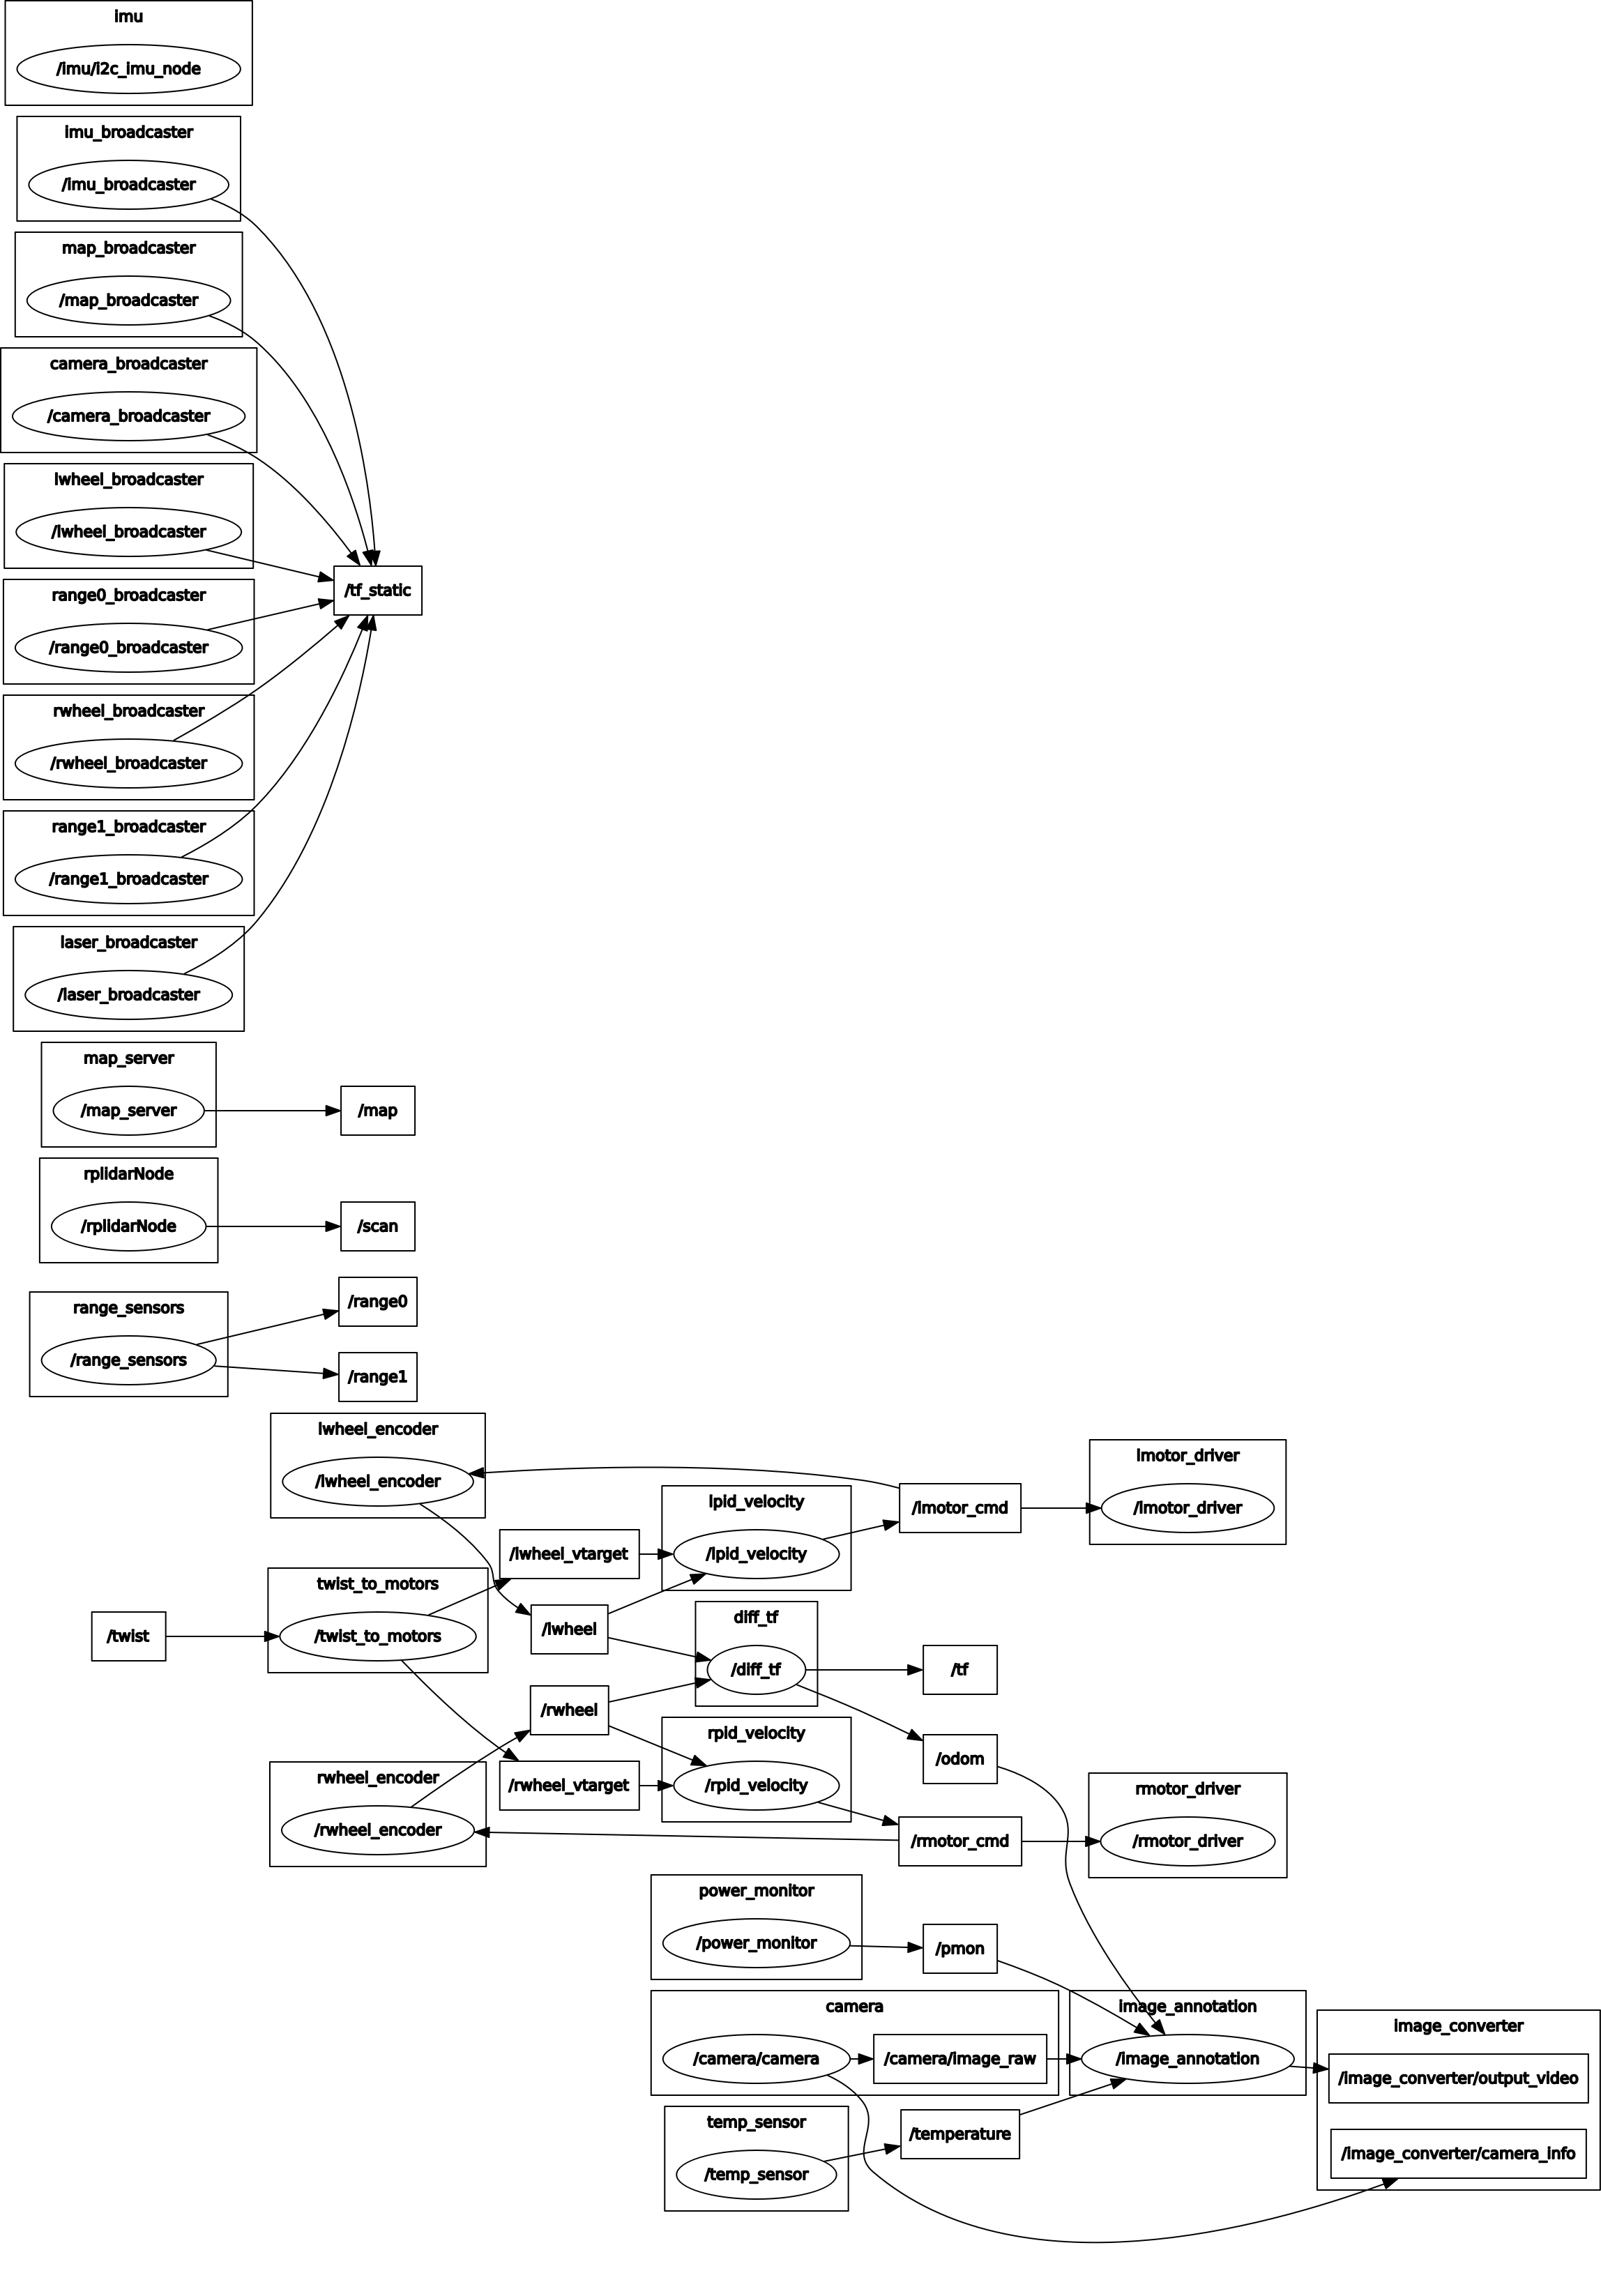 imu
/imu/i2c_imu_node
imu_broadcaster
/imu_broadcaster
map_broadcaster
/map_broadcaster
camera_broadcaster
/camera_broadcaster
lwheel_broadcaster
/lwheel_broadcaster
/tf_static
range0_broadcaster
/range0_broadcaster
rwheel_broadcaster
/rwheel_broadcaster
range1_broadcaster
/range1_broadcaster
laser_broadcaster
/laser_broadcaster
map_server
/map_server
/map
rplidarNode
/rplidarNode
/scan
range_sensors
/range_sensors
/range0
/range1
lwheel_encoder
/lwheel_encoder
lmotor_driver
/lmotor_driver
/lmotor_cmd
lpid_velocity
/lpid_velocity
/lwheel_vtarget
twist_to_motors
/twist_to_motors
/twist
/lwheel
diff_tf
/diff_tf
/tf
/rwheel
rpid_velocity
/rpid_velocity
/odom
rwheel_encoder
/rwheel_encoder
/rwheel_vtarget
rmotor_driver
/rmotor_driver
/rmotor_cmd
power_monitor
/power_monitor
/pmon
camera
/camera/camera
/camera/image_raw
image_annotation
/image_annotation
image_converter
/image_converter/output_video
/image_converter/camera_info
temp_sensor
/temp_sensor
/temperature